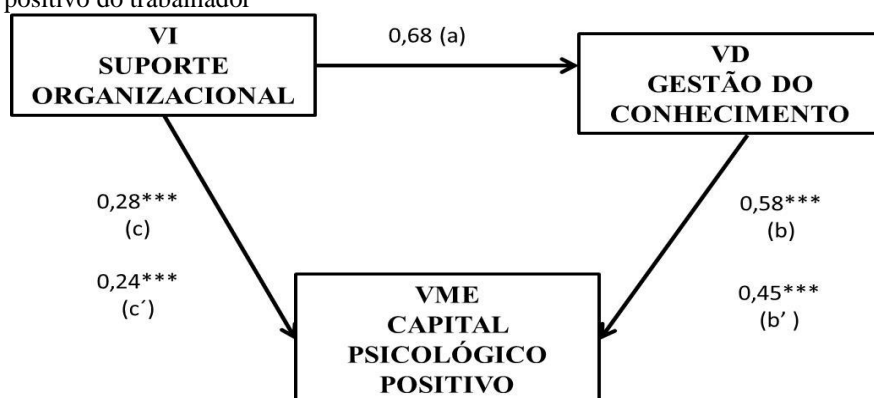 positivo do trabalhador
VI
SUPORTE
ORGANIZACIONAL
0,68 (a)
VD
GESTÃO DO
CONHECIMENTO
0,28***
(c)
0,24***
(c´)
0,58***
(b)
0,45***
(b’ )
VME
CAPITAL
PSICOLÓGICO
POSITIVO